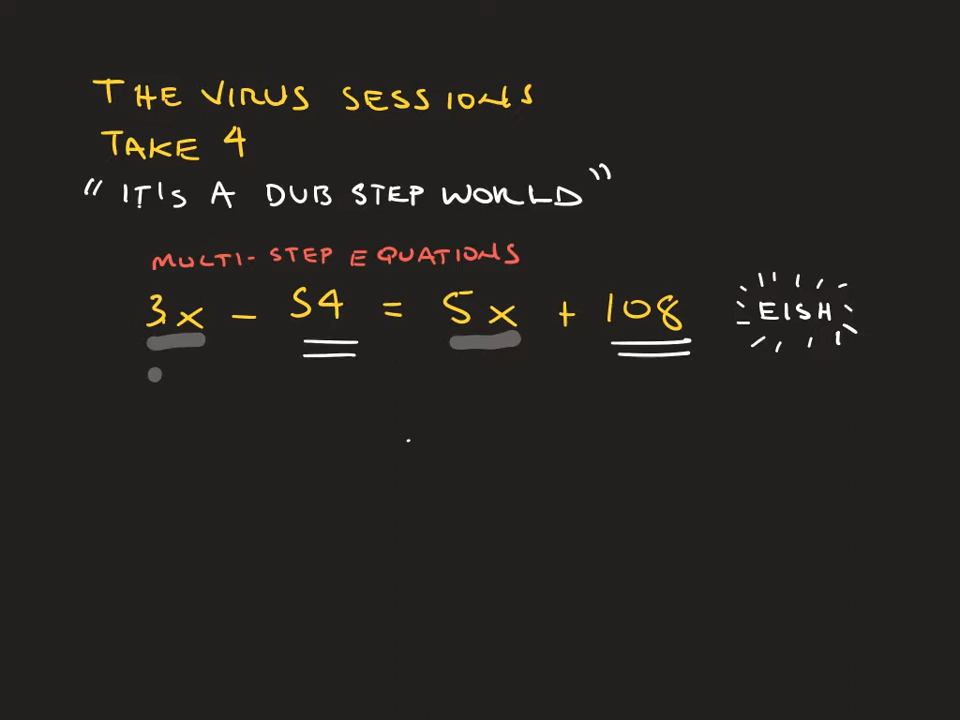 THE VIRUS SESSIONS
TAKE 4
"IT'S A DUB STEP WORLD"
MULTI-STEP EQUATIONS
3x - 54 = 5x + 108 EISH